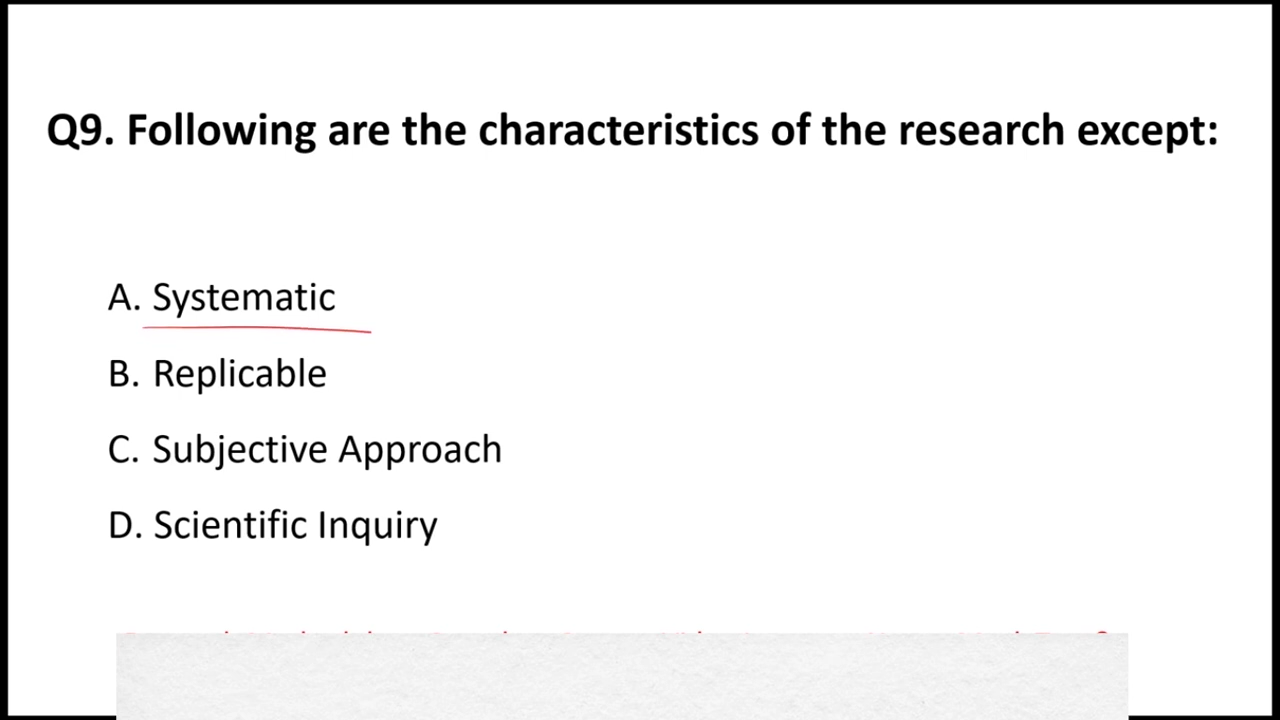 Q9. Following are the characteristics of the research except:
A. Systematic
B. Replicable
C. Subjective Approach
D. Scientific Inquiry